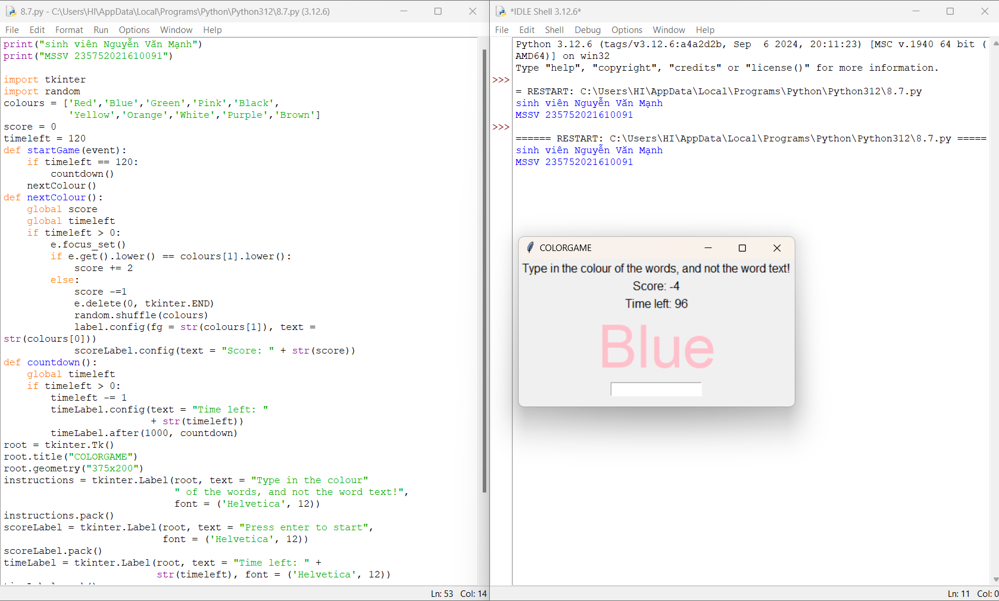 8.7.py - C:\Users\HI\AppData\Local\Programs\Python\Python312\8.7.py (3.12.6)
File Edit Format Run Options Window Help
print("sinh viên Nguyễn Văn Mạnh")
print("MSSV 235752021610091")
import tkinter
import random
colours = ['Red','Blue','Green','Pink','Black',
'Yellow','Orange','White','Purple','Brown']
score = 0
timeleft = 120
def startGame(event):
if timeleft == 120:
countdown()
nextColour()
def nextColour():
global score
global timeleft
if timeleft > 0:
e.focus_set()
if e.get().lower() == colours[1].lower():
score += 2
else:
score -=1
e.delete(0, tkinter.END)
random.shuffle(colours)
label.config(fg = str(colours[1]), text =
str(colours[0]))
scoreLabel.config(text = "Score: " + str(score))
def countdown():
global timeleft
if timeleft > 0:
timeleft -= 1
timeLabel.config(text = "Time left: "
+ str(timeleft))
timeLabel.after(1000, countdown)
root = tkinter.Tk()
root.title("COLORGAME")
root.geometry("375x200")
instructions = tkinter.Label(root, text = "Type in the colour"
" of the words, and not the word text!",
font = ('Helvetica', 12))
instructions.pack()
scoreLabel = tkinter.Label(root, text = "Press enter to start",
font = ('Helvetica', 12))
scoreLabel.pack()
timeLabel = tkinter.Label(root, text = "Time left: " +
str(timeleft), font = ('Helvetica', 12))
Ln: 53 Col: 14
*IDLE Shell 3.12.6*
File Edit Shell Debug Options Window Help
Python 3.12.6 (tags/v3.12.6:a4a2d2b, Sep  6 2024, 20:11:23) [MSC v.1940 64 bit (
AMD64)] on win32
Type "help", "copyright", "credits" or "license()" for more information.
>>>
= RESTART: C:\Users\HI\AppData\Local\Programs\Python\Python312\8.7.py
sinh viên Nguyễn Văn Mạnh
MSSV 235752021610091
>>>
====== RESTART: C:\Users\HI\AppData\Local\Programs\Python\Python312\8.7.py =====
sinh viên Nguyễn Văn Mạnh
MSSV 235752021610091
COLORGAME
Type in the colour of the words, and not the word text!
Score: -4
Time left: 96
Blue
Ln: 11 Col: 0